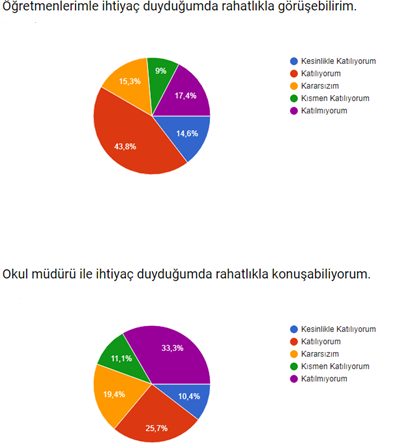 Öğretmenlerimle ihtiyaç duyduğumda rahatlıkla görüşebilirim.
Kesinlikle Katılıyorum
Katılıyorum
Kararsızım
Kısmen Katılıyorum
Katılmıyorum
9%
15,3%
17,4%
14,6%
43,8%
Okul müdürü ile ihtiyaç duyduğumda rahatlıkla konuşabiliyorum.
Kesinlikle Katılıyorum
Katılıyorum
Kararsızım
Kısmen Katılıyorum
Katılmıyorum
33,3%
11,1%
19,4%
10,4%
25,7%